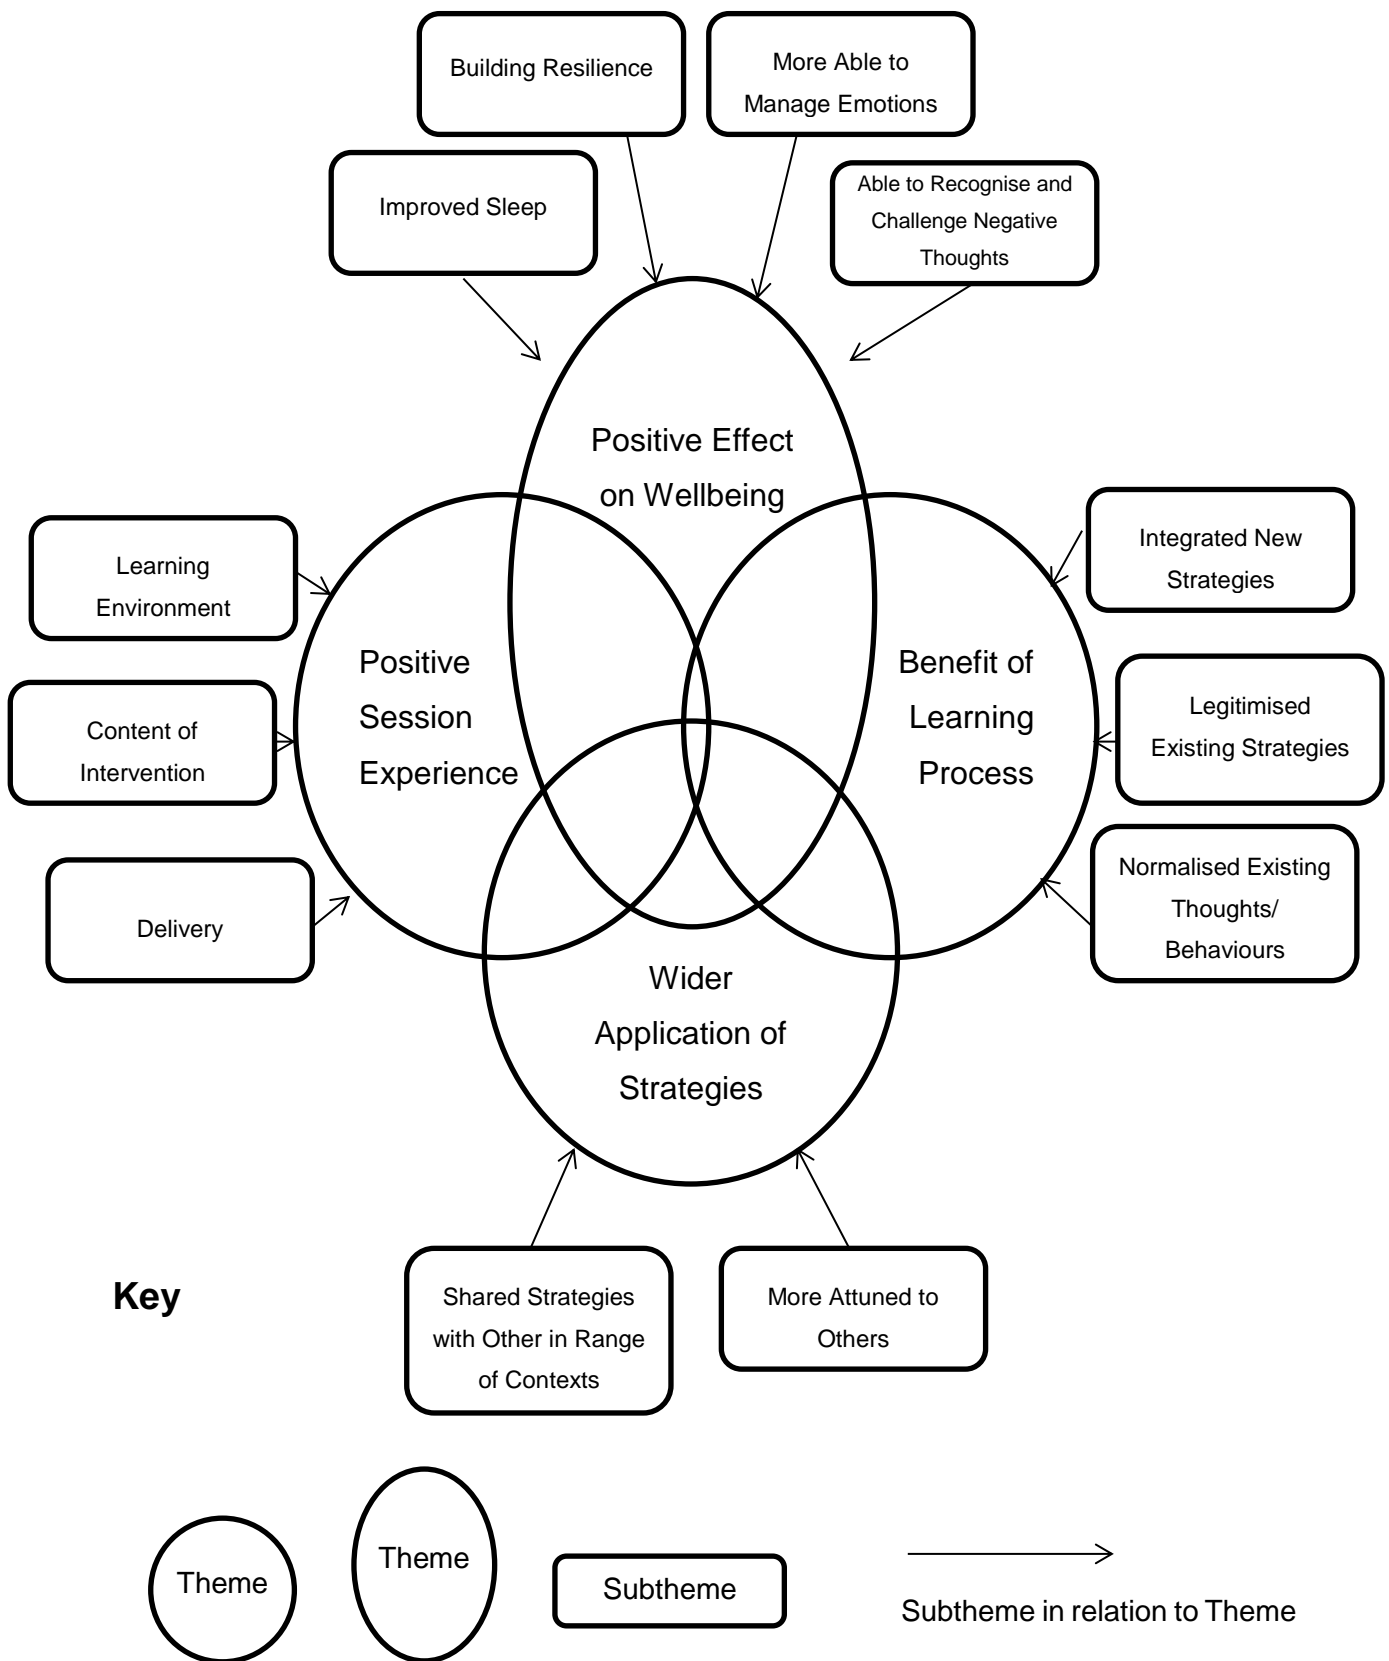 Building Resilience
More Able to
Manage Emotions
Improved Sleep
Able to Recognise and
Challenge Negative
Thoughts
Positive Effect
on Wellbeing
Learning
Environment
Content of
Intervention
Delivery
Positive
Session
Experience
Benefit of
Learning
Process
Integrated New
Strategies
Legitimised
Existing Strategies
Normalised Existing
Thoughts/
Behaviours
Wider
Application of
Strategies
Shared Strategies
with Other in Range
of Contexts
More Attuned to
Others
Key
Theme
Theme
Subtheme
Subtheme in relation to Theme